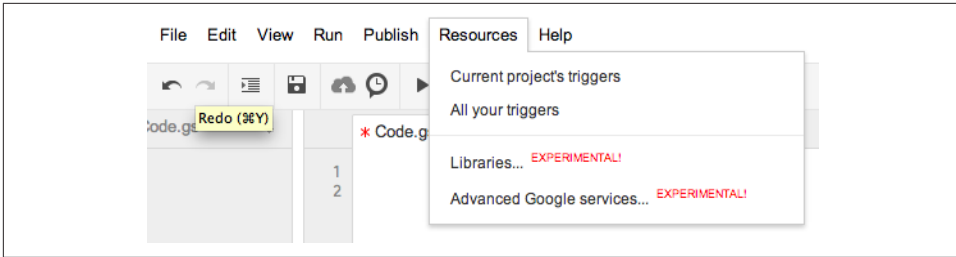 File Edit View Run Publish Resources Help
Current project's triggers
All your triggers
Redo (⌘Y)
Code.gs
* Code.g
Libraries... EXPERIMENTAL!
1
2
Advanced Google services... EXPERIMENTAL!